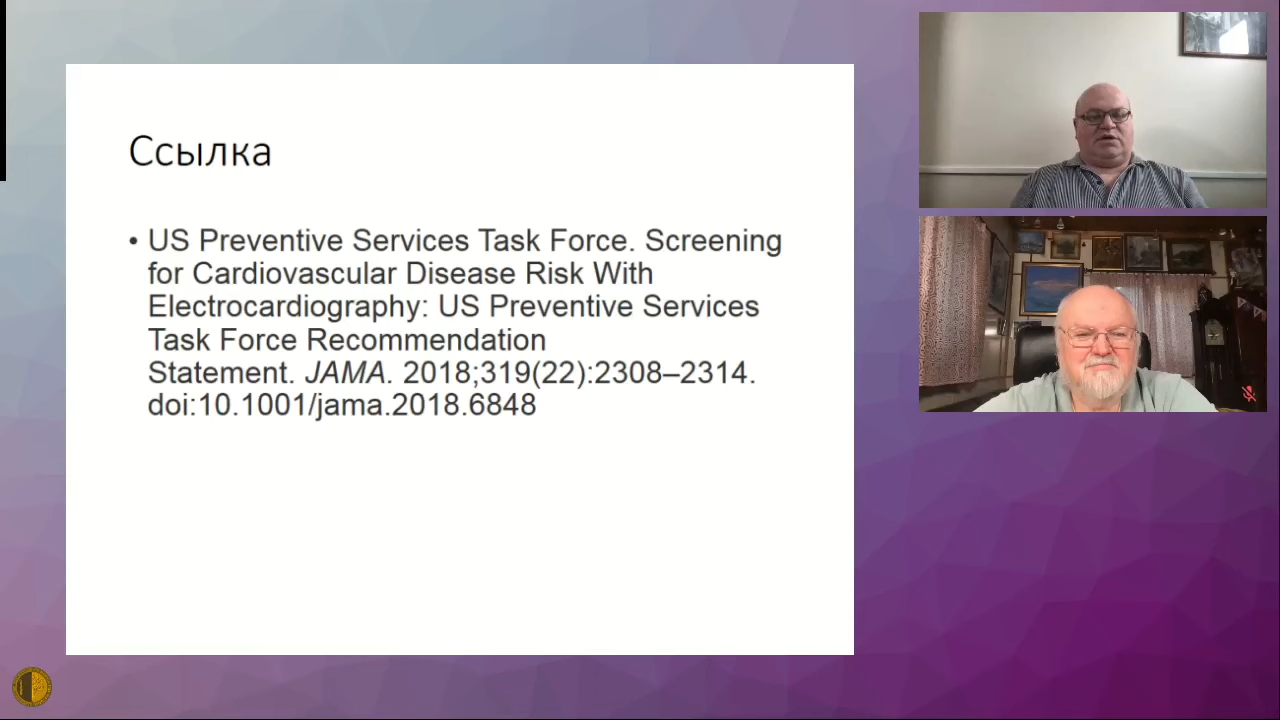 Ссылка
• US Preventive Services Task Force. Screening
for Cardiovascular Disease Risk With
Electrocardiography: US Preventive Services
Task Force Recommendation
Statement. JAMA. 2018;319(22):2308–2314.
doi:10.1001/jama.2018.6848